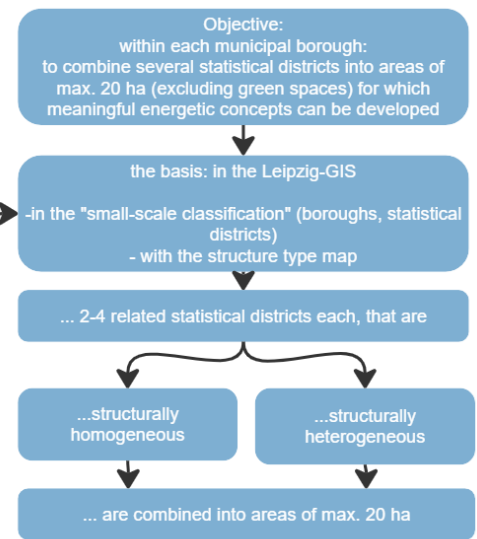 Objective:
within each municipal borough:
to combine several statistical districts into areas of
max. 20 ha (excluding green spaces) for which
meaningful energetic concepts can be developed
the basis: in the Leipzig-GIS
-in the "small-scale classification" (boroughs, statistical
districts)
- with the structure type map
... 2-4 related statistical districts each, that are
...structurally
homogeneous
...structurally
heterogeneous
... are combined into areas of max. 20 ha